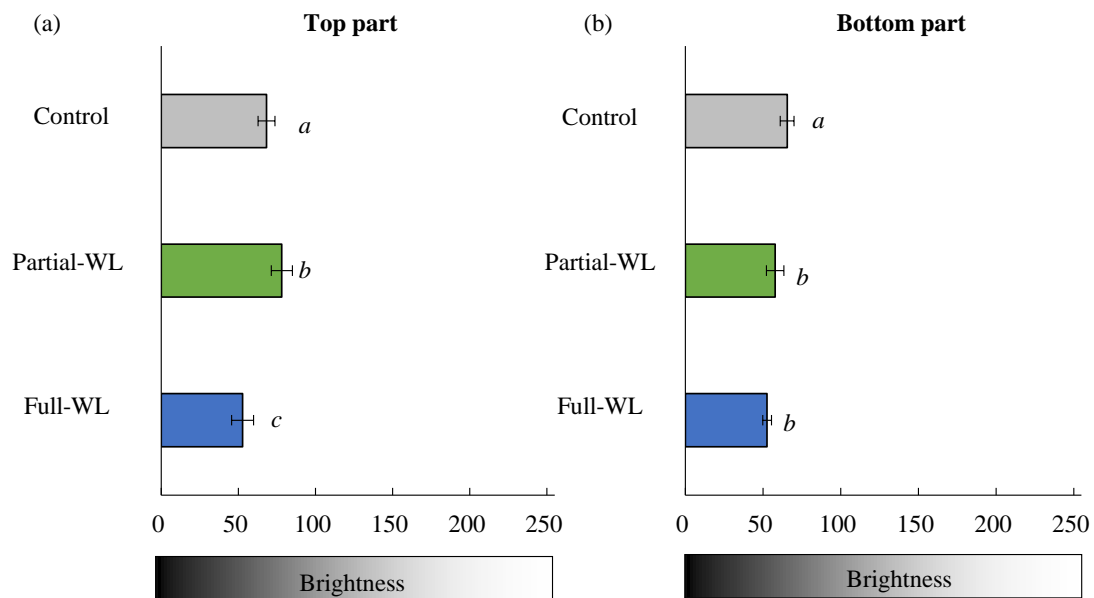 (a) Top part
Control
a
Partial-WL
b
Full-WL
c
0 50 100 150 200 250
Brightness
(b) Bottom part
Control
a
Partial-WL
b
Full-WL
b
0 50 100 150 200 250
Brightness